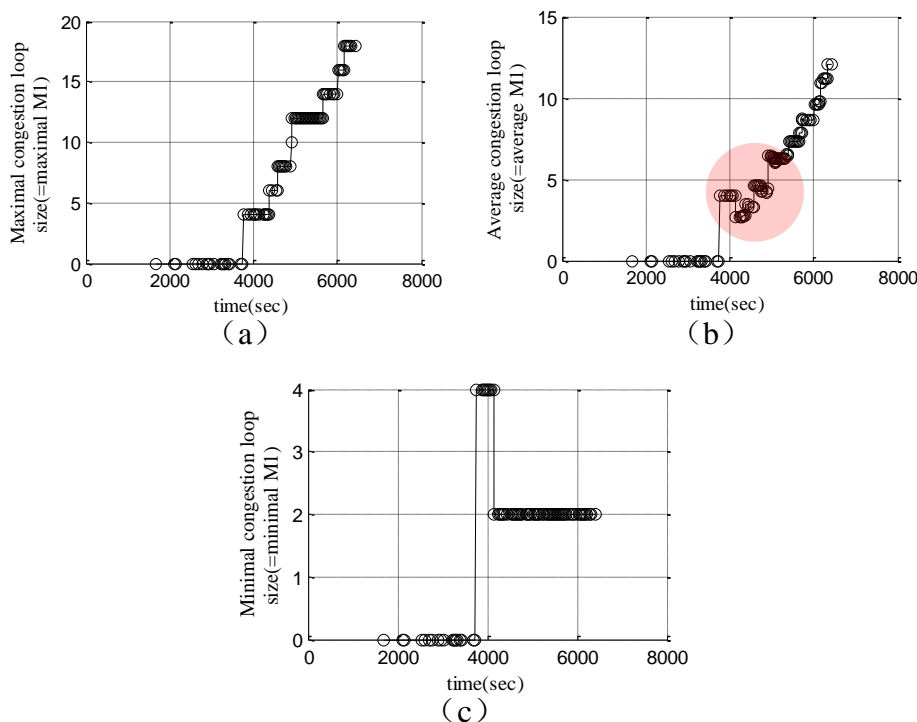 20
15
10
5
0
0
2000
4000
6000
8000
Maximal congestion loop
size(=maximal M1)
time(sec)
（a）
15
10
5
0
0
2000
4000
6000
8000
Average congestion loop
size(=average M1)
time(sec)
（b）
4
3
2
1
0
0
2000
4000
6000
8000
Minimal congestion loop
size(=minimal M1)
time(sec)
（c）